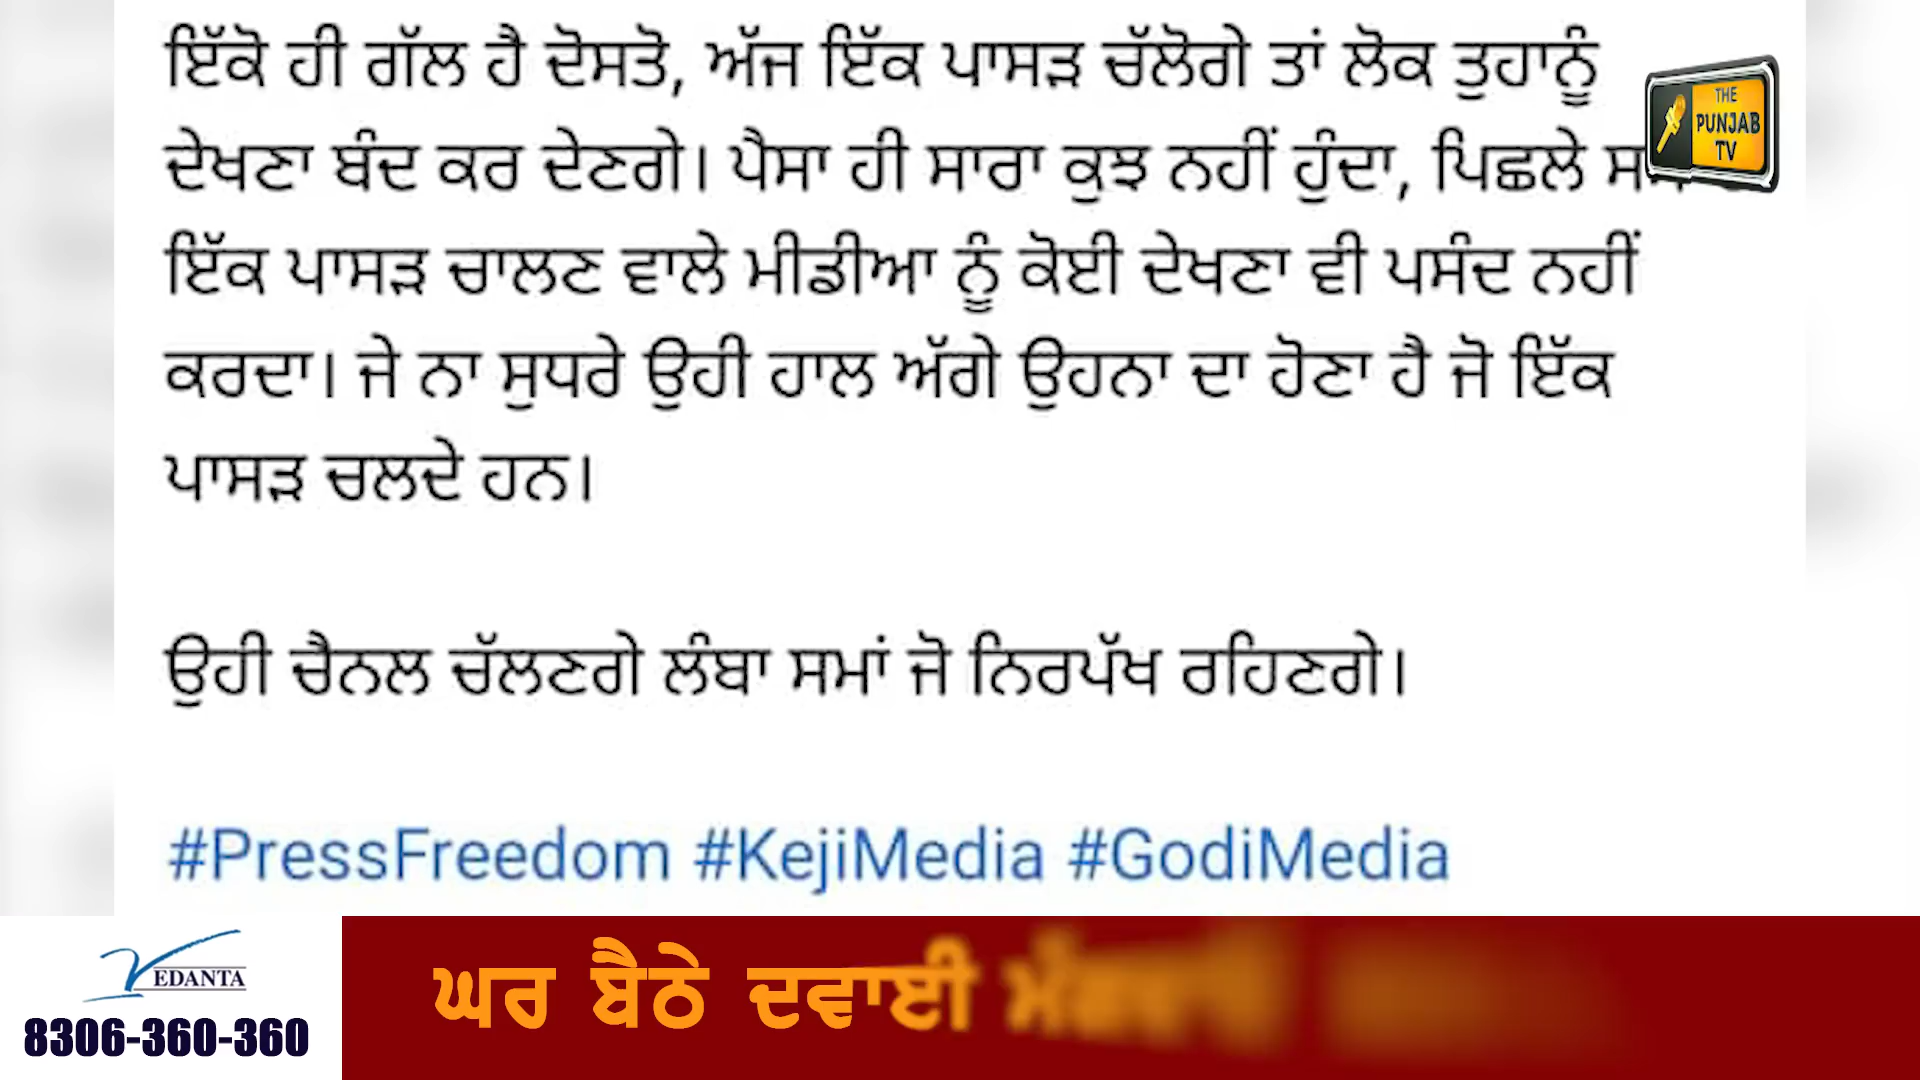 ਇੱਕੋ ਹੀ ਗੱਲ ਹੈ ਦੋਸਤੋ, ਅੱਜ ਇੱਕ ਪਾਸੜ ਚੱਲੋਗੇ ਤਾਂ ਲੋਕ ਤੁਹਾਨੂੰ
ਦੇਖਣਾ ਬੰਦ ਕਰ ਦੇਣਗੇ। ਪੈਸਾ ਹੀ ਸਾਰਾ ਕੁਝ ਨਹੀਂ ਹੁੰਦਾ, ਪਿਛਲੇ
ਇੱਕ ਪਾਸੜ ਚਾਲਣ ਵਾਲੇ ਮੀਡੀਆ ਨੂੰ ਕੋਈ ਦੇਖਣਾ ਵੀ ਪਸੰਦ ਨਹੀਂ
ਕਰਦਾ। ਜੇ ਨਾ ਸੁਧਰੇ ਉਹੀ ਹਾਲ ਅੱਗੇ ਉਹਨਾ ਦਾ ਹੋਣਾ ਹੈ ਜੋ ਇੱਕ
ਪਾਸੜ ਚਲਦੇ ਹਨ।
ਉਹੀ ਚੈਨਲ ਚੱਲਣਗੇ ਲੰਬਾ ਸਮਾਂ ਜੋ ਨਿਰਪੱਖ ਰਹਿਣਗੇ।
#PressFreedom #KejiMedia #GodiMedia
THE
PUNJAB
TV
VEDANTA
8306-360-360
ਘਰ ਬੈਠੇ ਦਵਾਈ